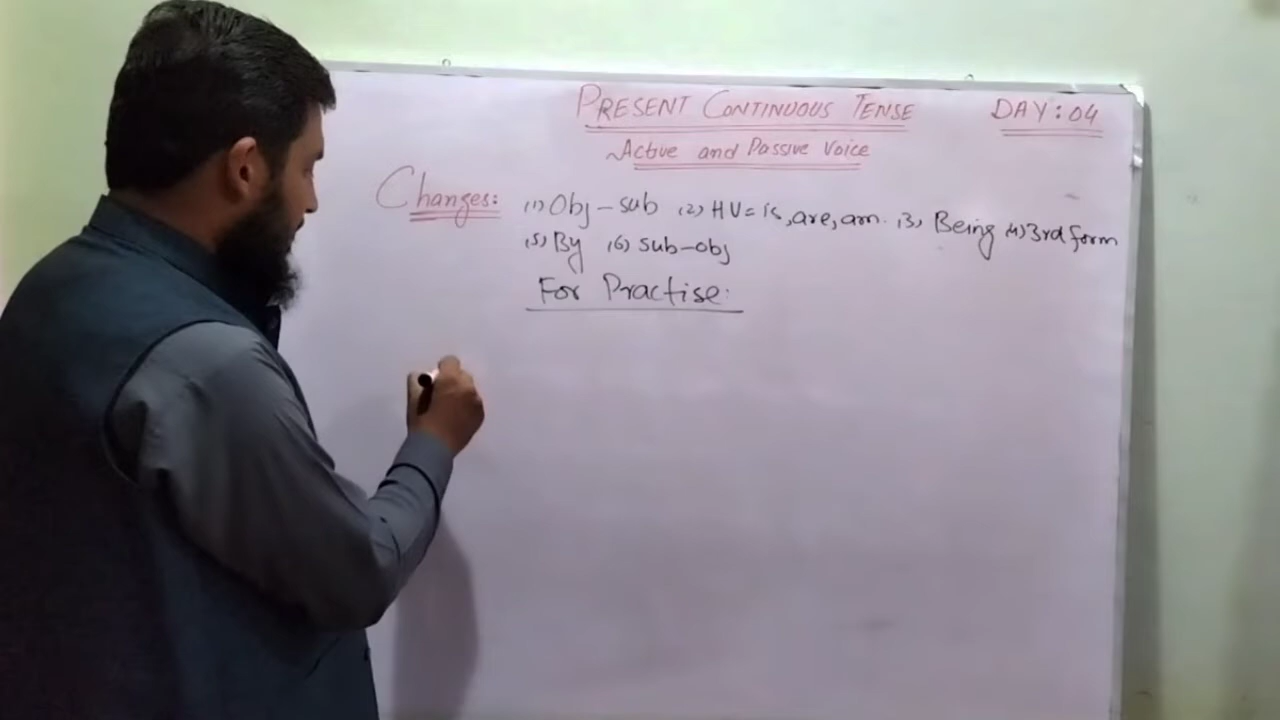 PRESENT CONTINUOUS TENSE DAY: 04
Active and Passive Voice
Changes: (1) Obj - sub (2) HV = is, are, am. (3) Being (4) 3rd form
(5) By (6) Sub - obj
For Practise: